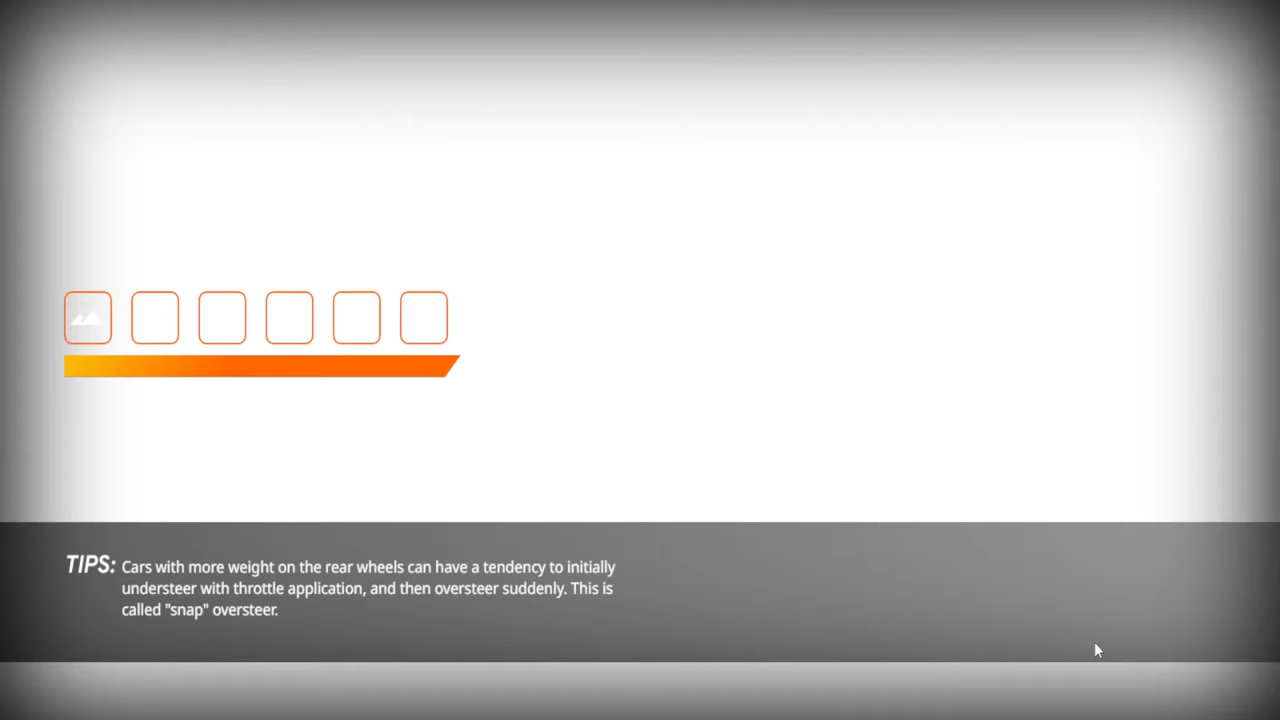 TIPS: Cars with more weight on the rear wheels can have a tendency to initially
understeer with throttle application, and then oversteer suddenly. This is
called "snap" oversteer.